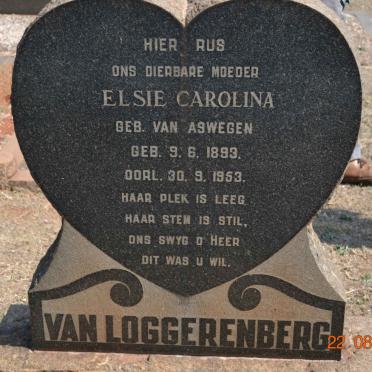 HIER RUS
ONS DIERBARE MOEDER
ELSIE CAROLINA
GEB. VAN ASWEGEN
GEB. 9. 6. 1893.
OORL. 30. 9. 1953.
HAAR PLEK IS LEEG
HAAR STEM IS STIL,
ONS SWYG O' HEER
DIT WAS U WIL.
VAN LOGGERENBERG
22 08